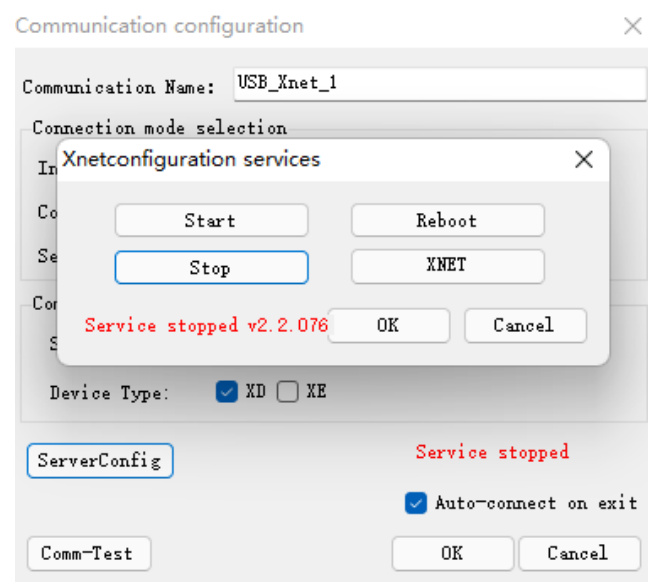 Communication configuration
Communication Name: USB_Xnet_1
Connection mode selection
Xnetconfiguration services
Start Reboot
Stop XNET
Service stopped v2.2.076 OK Cancel
Device Type: XD XE
ServerConfig Service stopped
Auto-connect on exit
Comm-Test OK Cancel